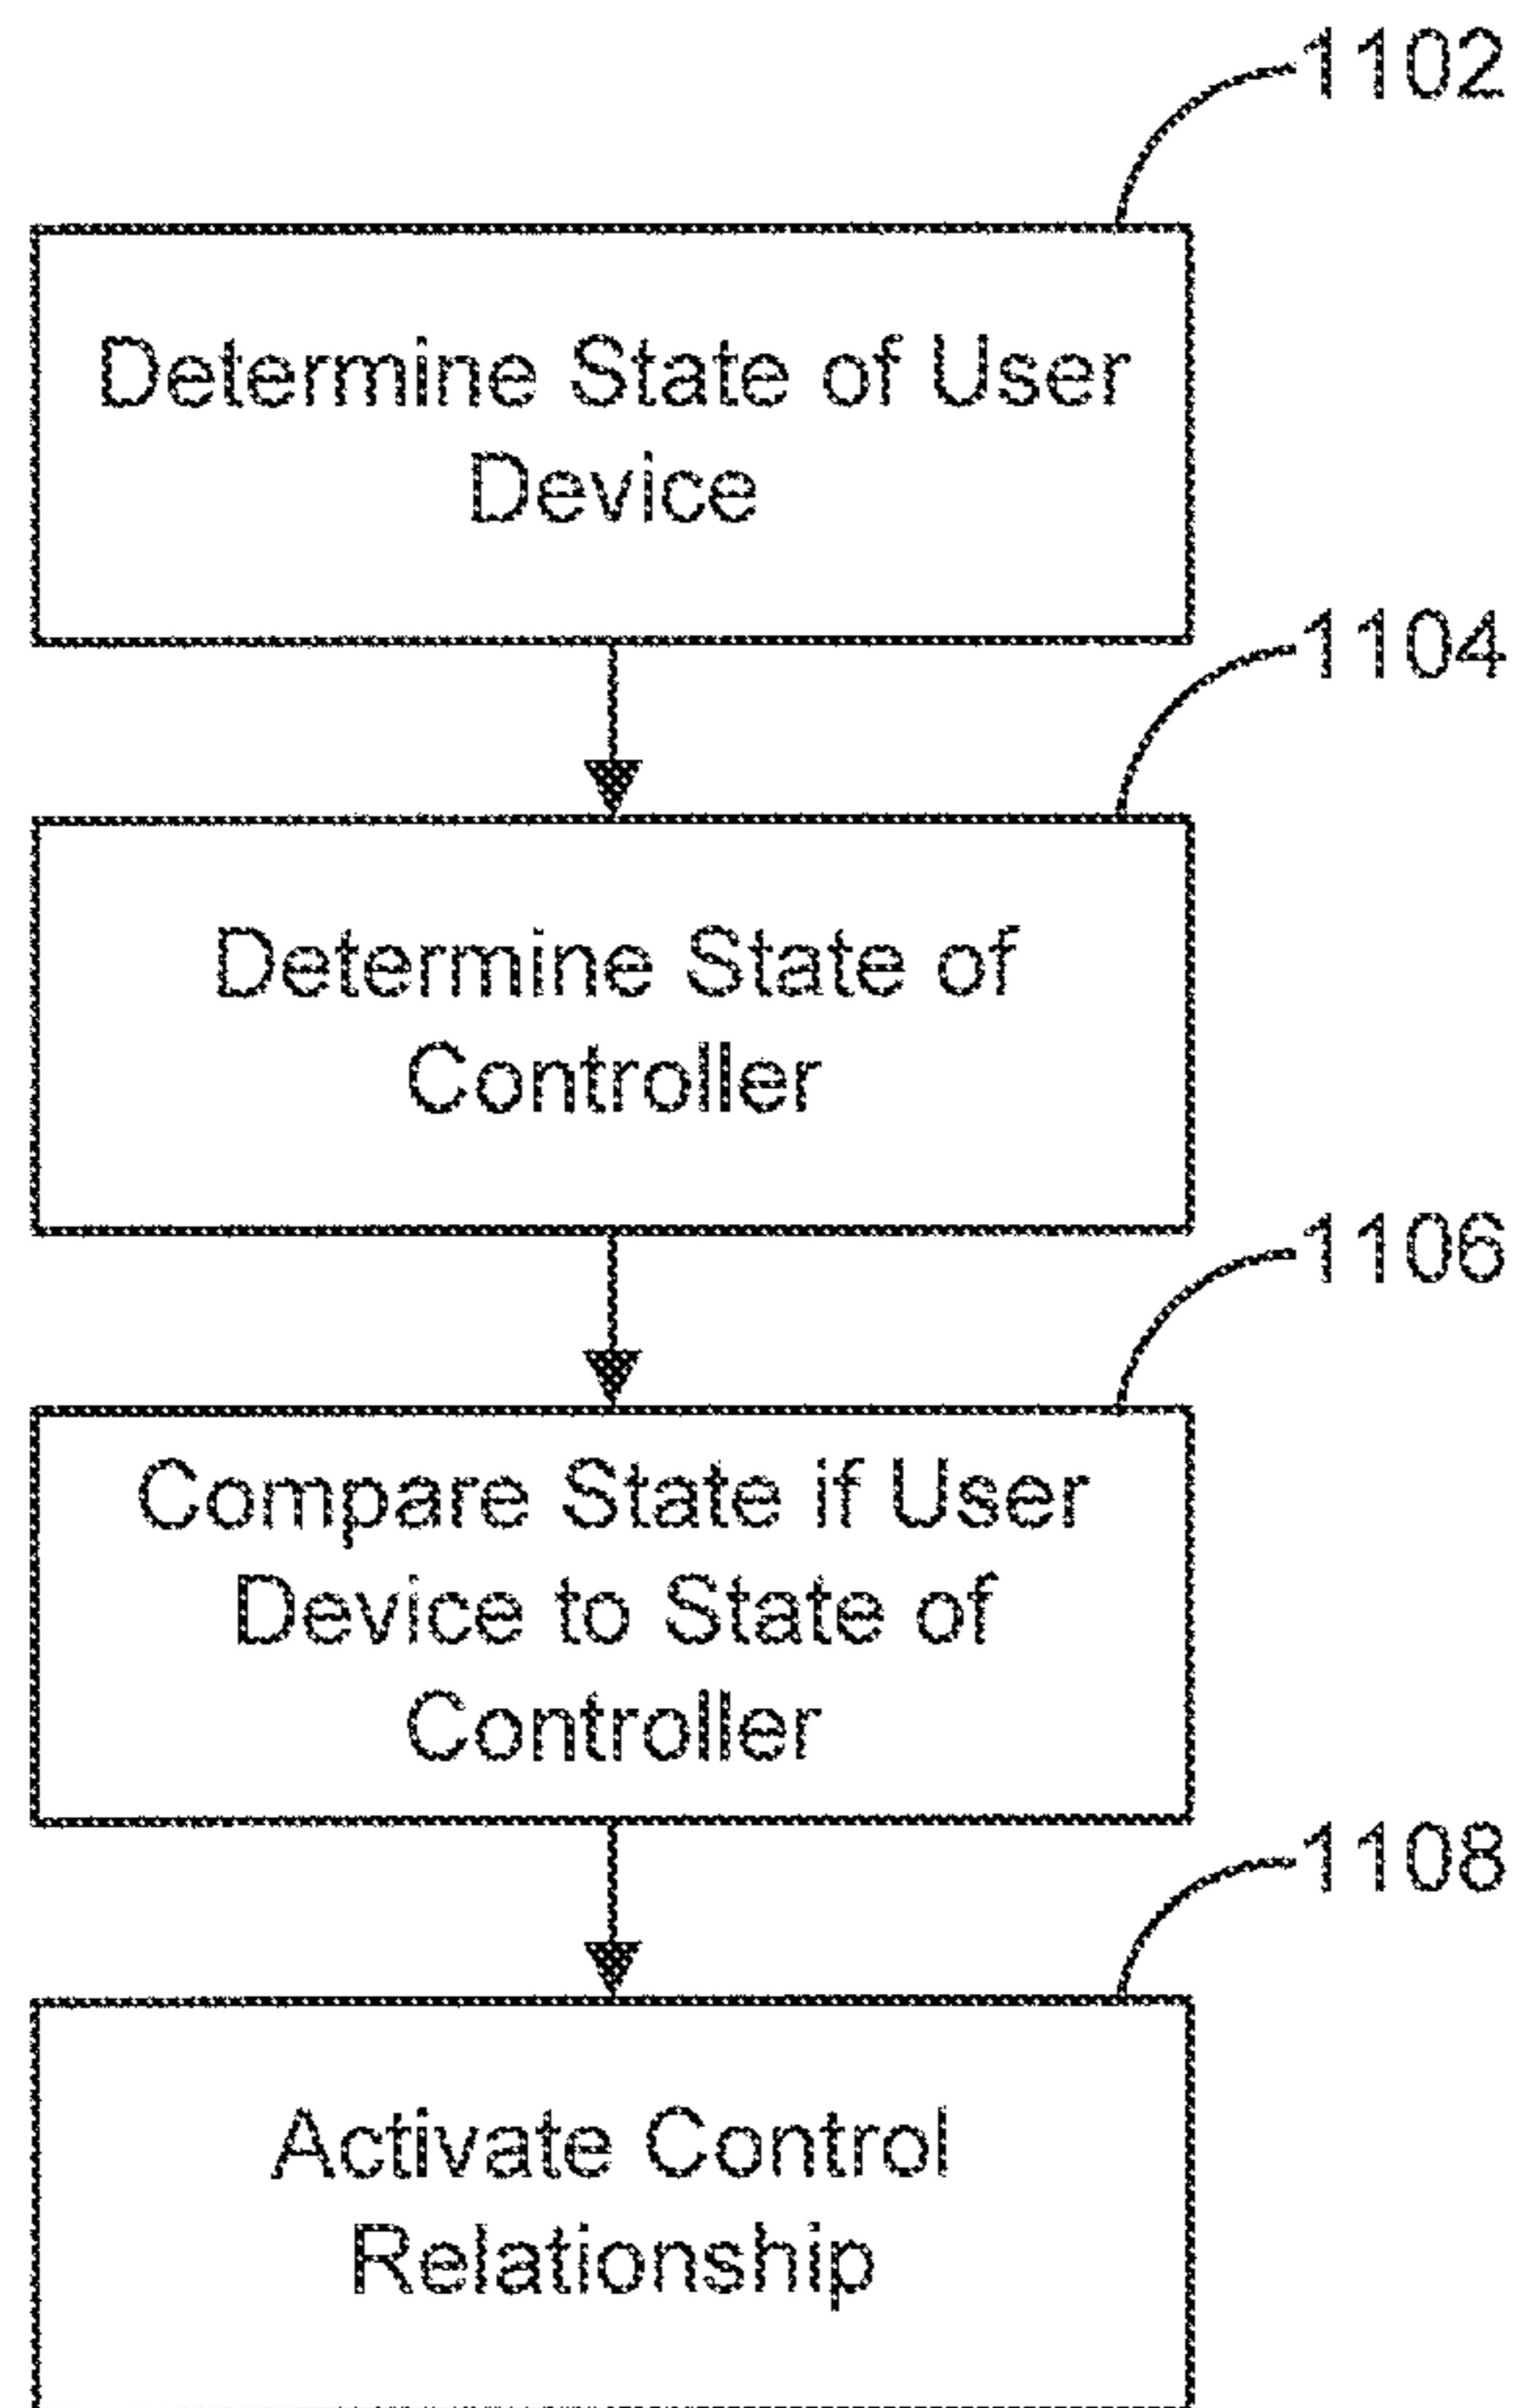 1102
Determine State of User
Device
1104
Determine State of
Controller
1106
Compare State if User
Device to State of
Controller
1108
Activate Control
Relationship